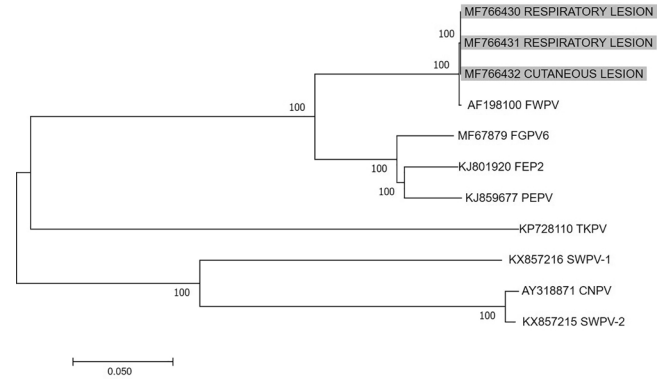 MF766430 RESPIRATORY LESION
100
MF766431 RESPIRATORY LESION
100
MF766432 CUTANEOUS LESION
100
AF198100 FWPV
MF67879 FGPV6
100
KJ801920 FEP2
100
KJ859677 PEPV
KP728110 TKPV
KX857216 SWPV-1
100
AY318871 CNPV
100
KX857215 SWPV-2
0.050